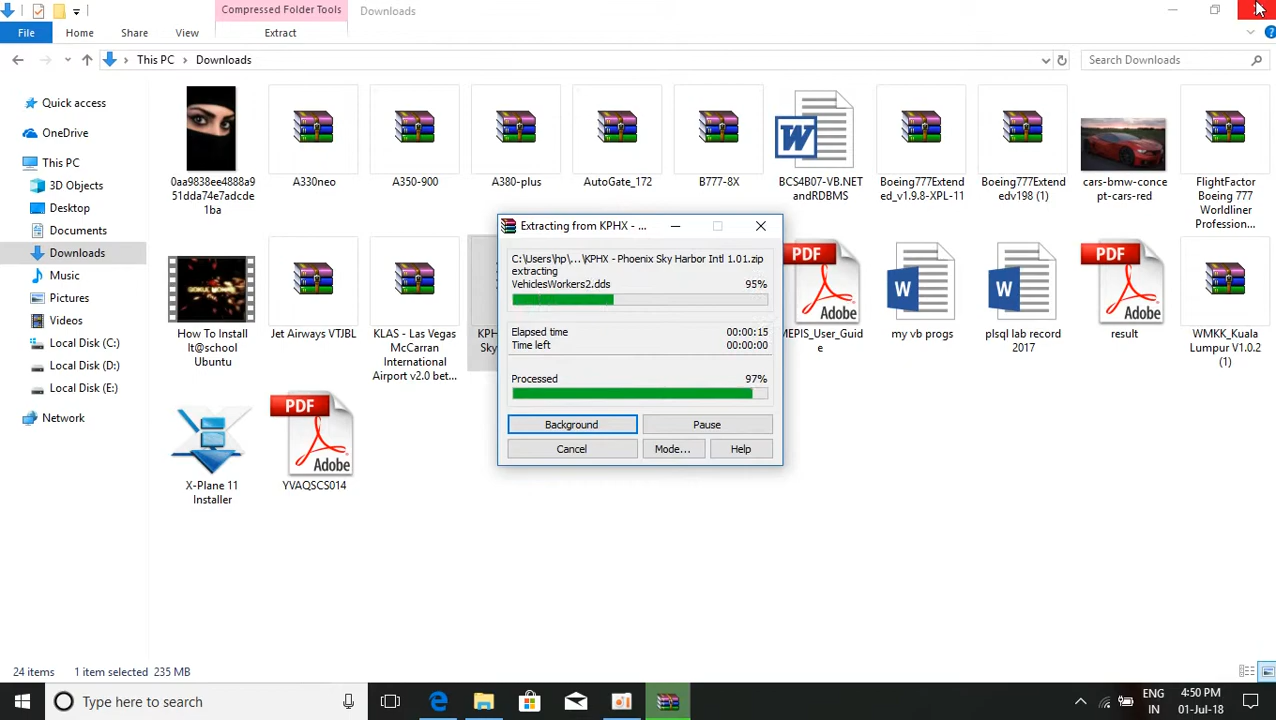 Compressed Folder Tools
Downloads
File
Home
Share
View
Extract
This PC
Downloads
Search Downloads
Quick access
OneDrive
This PC
3D Objects
Desktop
Downloads
Documents
Music
Pictures
Videos
Local Disk (C:)
Local Disk (D:)
Local Disk (E:)
Network
0aa9838ee4888a9
51dda74e7adcde
1ba
A330neo
A350-900
A380-plus
AutoGate_172
B777-8X
W
BCS4B07-VB.NET
andRDBMS
Boeing777Extend
ed_v1.9.8-XPL-11
Boeing777Extend
edv198 (1)
cars-bmw-conce
pt-cars-red
FlightFactor
Boeing 777
Worldliner
Profession...
How To Install
It@school
Ubuntu
Jet Airways VTJBL
KLAS - Las Vegas
McCarran
International
Airport v2.0 bet...
KPH
Sky
PDF
Adobe
MEPIS_User_Guid
e
W
my vb progs
W
plsql lab record
2017
PDF
Adobe
result
WMKK_Kuala
Lumpur V1.0.2
(1)
X-Plane 11
Installer
PDF
Adobe
YVAQSCS014
Extracting from KPHX - ...
C:\Users\hp\...\KPHX - Phoenix Sky Harbor Intl 1.01.zip
extracting
VehiclesWorkers2.dds 95%
Elapsed time 00:00:15
Time left 00:00:00
Processed 97%
Background
Pause
Cancel
Mode...
Help
24 items 1 item selected 235 MB
Type here to search
ENG
IN
4:50 PM
01-Jul-18